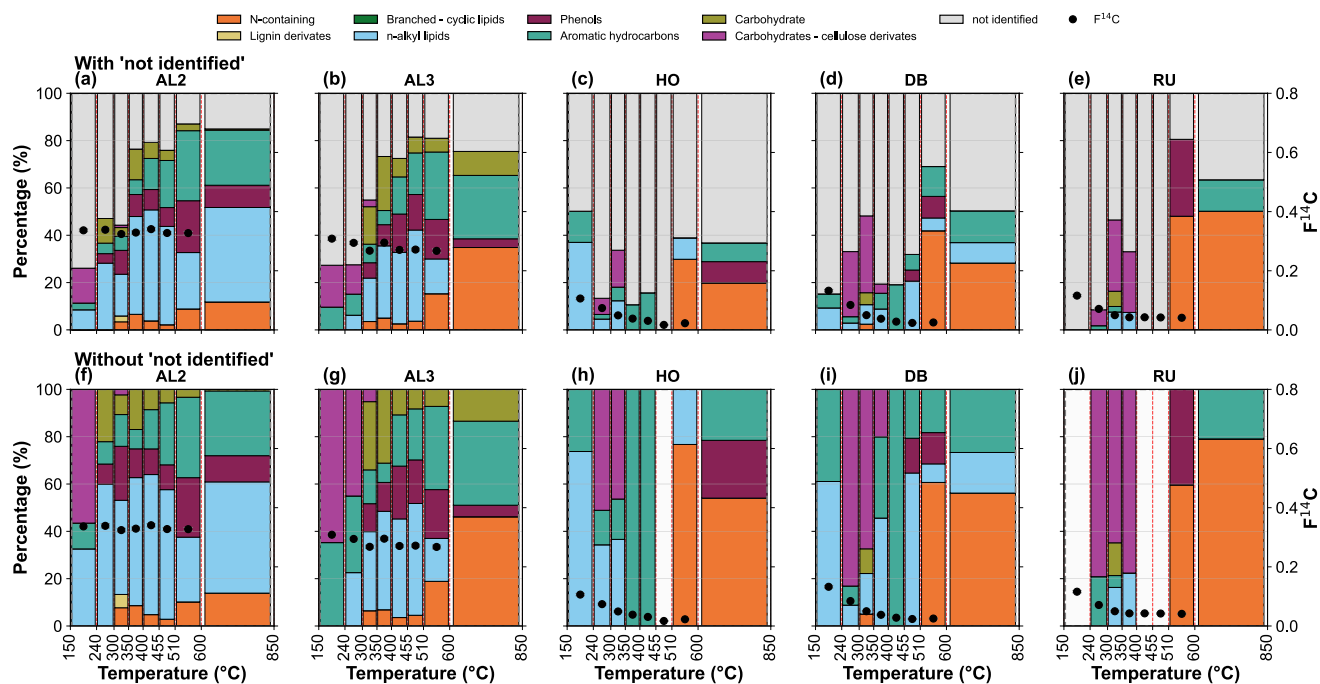 N-containing Branched - cyclic lipids Phenols Carbohydrate not identified F¹⁴C
Lignin derivates n-alkyl lipids Aromatic hydrocarbons Carbohydrates - cellulose derivates
With 'not identified'
(a) AL2 (b) AL3 (c) HO (d) DB (e) RU
100 0.8
80
0.6
60
0.4
40
0.2
20
0 0.0
Percentage (%) F¹⁴C
Without 'not identified'
(f) AL2 (g) AL3 (h) HO (i) DB (j) RU
100 0.8
80
0.6
60
0.4
40
0.2
20
0 0.0
Percentage (%) F¹⁴C
150 240 300 350 400 455 510 600 850 150 240 300 350 400 455 510 600 850 150 240 300 350 400 455 510 600 850 150 240 300 350 400 455 510 600 850 150 240 300 350 400 455 510 600 850
Temperature (°C) Temperature (°C) Temperature (°C) Temperature (°C) Temperature (°C)